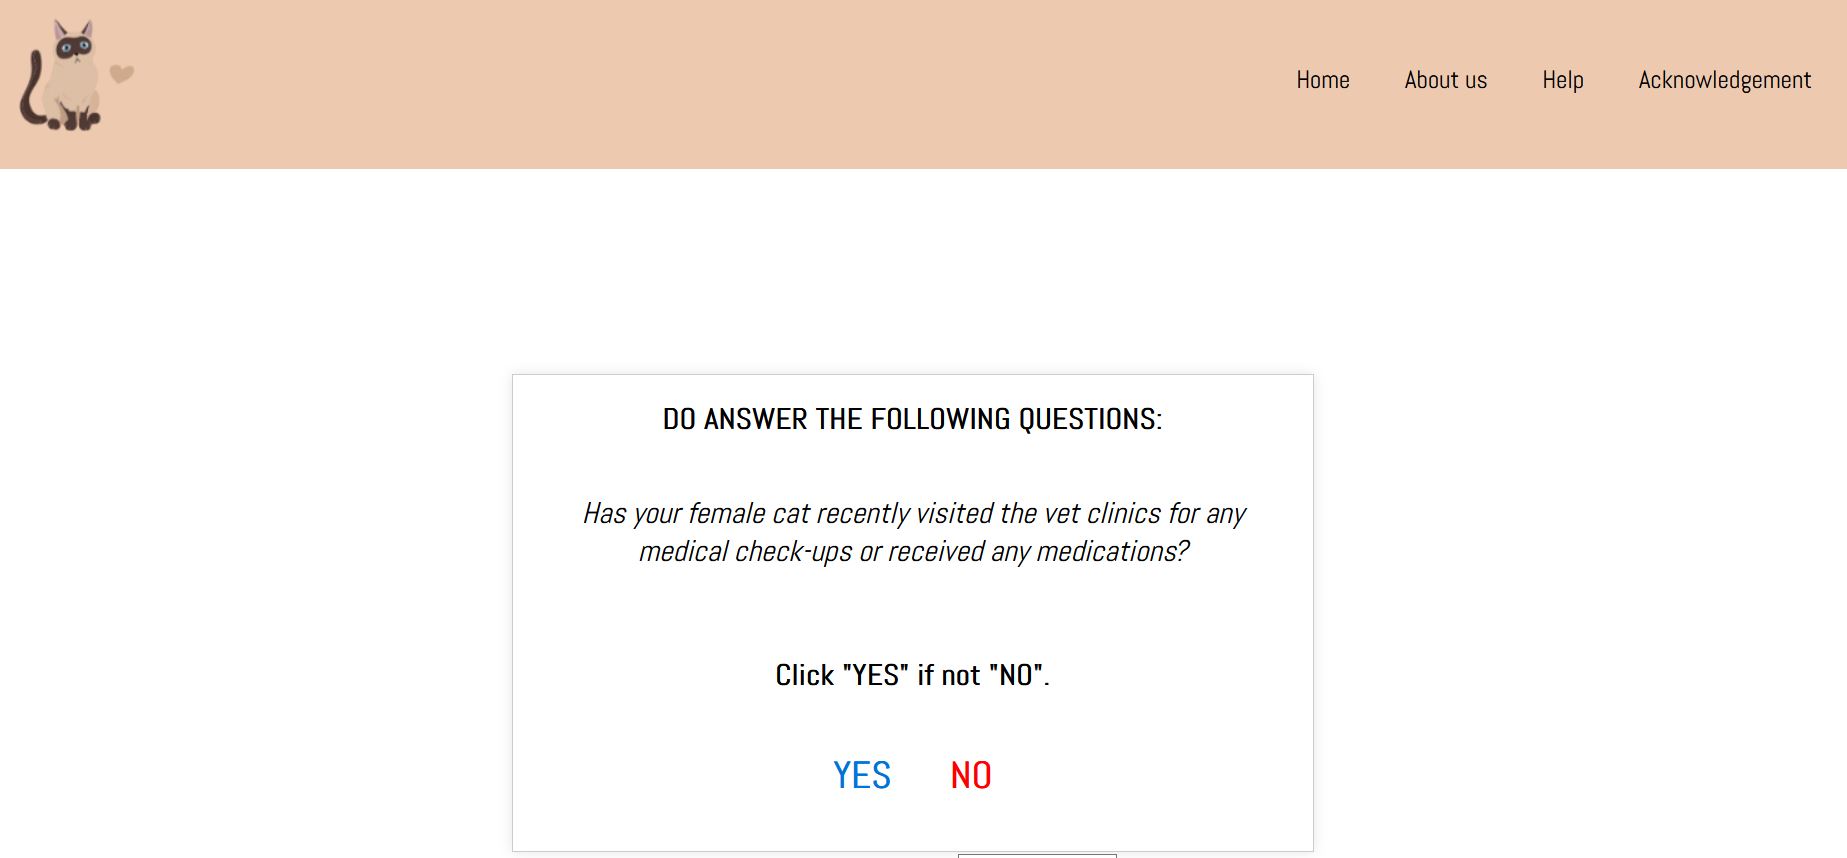 Home About us Help Acknowledgement
DO ANSWER THE FOLLOWING QUESTIONS:
Has your female cat recently visited the vet clinics for any
medical check-ups or received any medications?
Click "YES" if not "NO".
YES NO